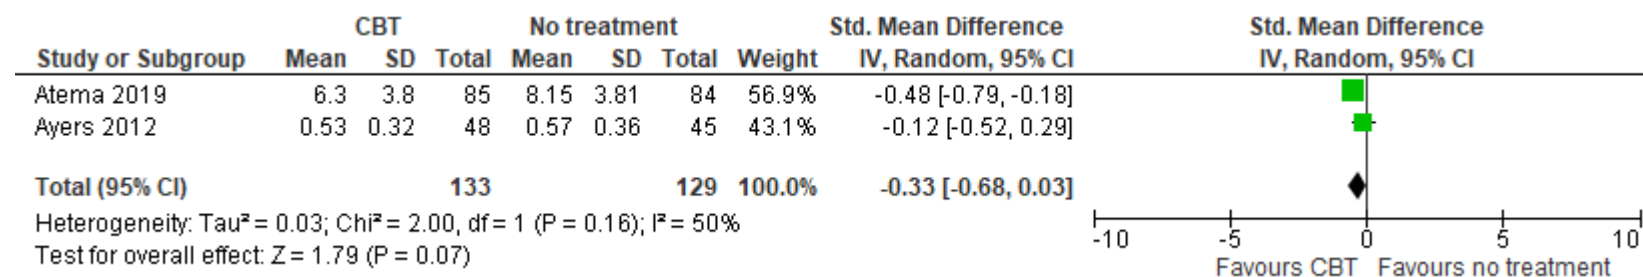 CBT No treatment Std. Mean Difference Std. Mean Difference
Study or Subgroup Mean SD Total Mean SD Total Weight IV, Random, 95% CI IV, Random, 95% CI
Atema 2019 6.3 3.8 85 8.15 3.81 84 56.9% -0.48 [-0.79, -0.18]
Ayers 2012 0.53 0.32 48 0.57 0.36 45 43.1% -0.12 [-0.52, 0.29]
Total (95% CI) 133 129 100.0% -0.33 [-0.68, 0.03]
Heterogeneity: Tau² = 0.03; Chi² = 2.00, df = 1 (P = 0.16); I² = 50%
Test for overall effect: Z = 1.79 (P = 0.07)
-10 -5 0 5 10
Favours CBT Favours no treatment